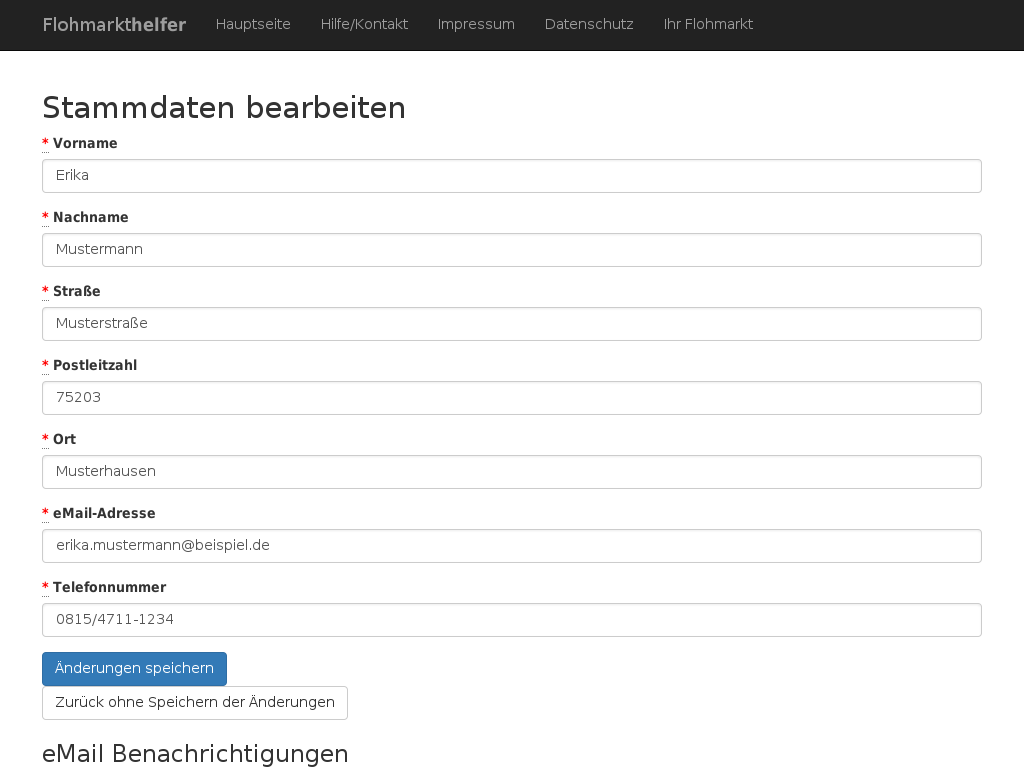 Flohmarkthelfer Hauptseite Hilfe/Kontakt Impressum Datenschutz Ihr Flohmarkt
Stammdaten bearbeiten
* Vorname
Erika
* Nachname
Mustermann
* Straße
Musterstraße
* Postleitzahl
75203
* Ort
Musterhausen
* eMail-Adresse
erika.mustermann@beispiel.de
* Telefonnummer
0815/4711-1234
Änderungen speichern
Zurück ohne Speichern der Änderungen
eMail Benachrichtigungen